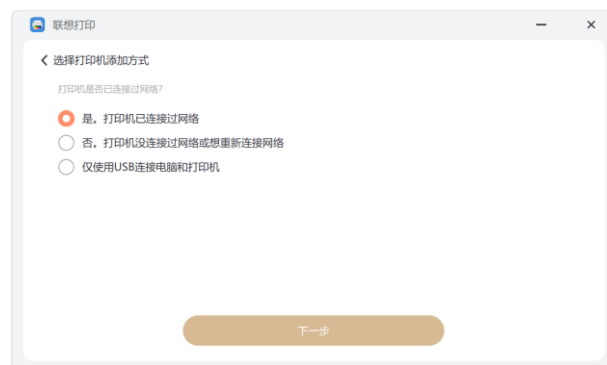 联想打印
选择打印机添加方式
打印机是否已连接过网络?
是，打印机已连接过网络
否，打印机没连接过网络或想重新连接网络
仅使用USB连接电脑和打印机
下一步